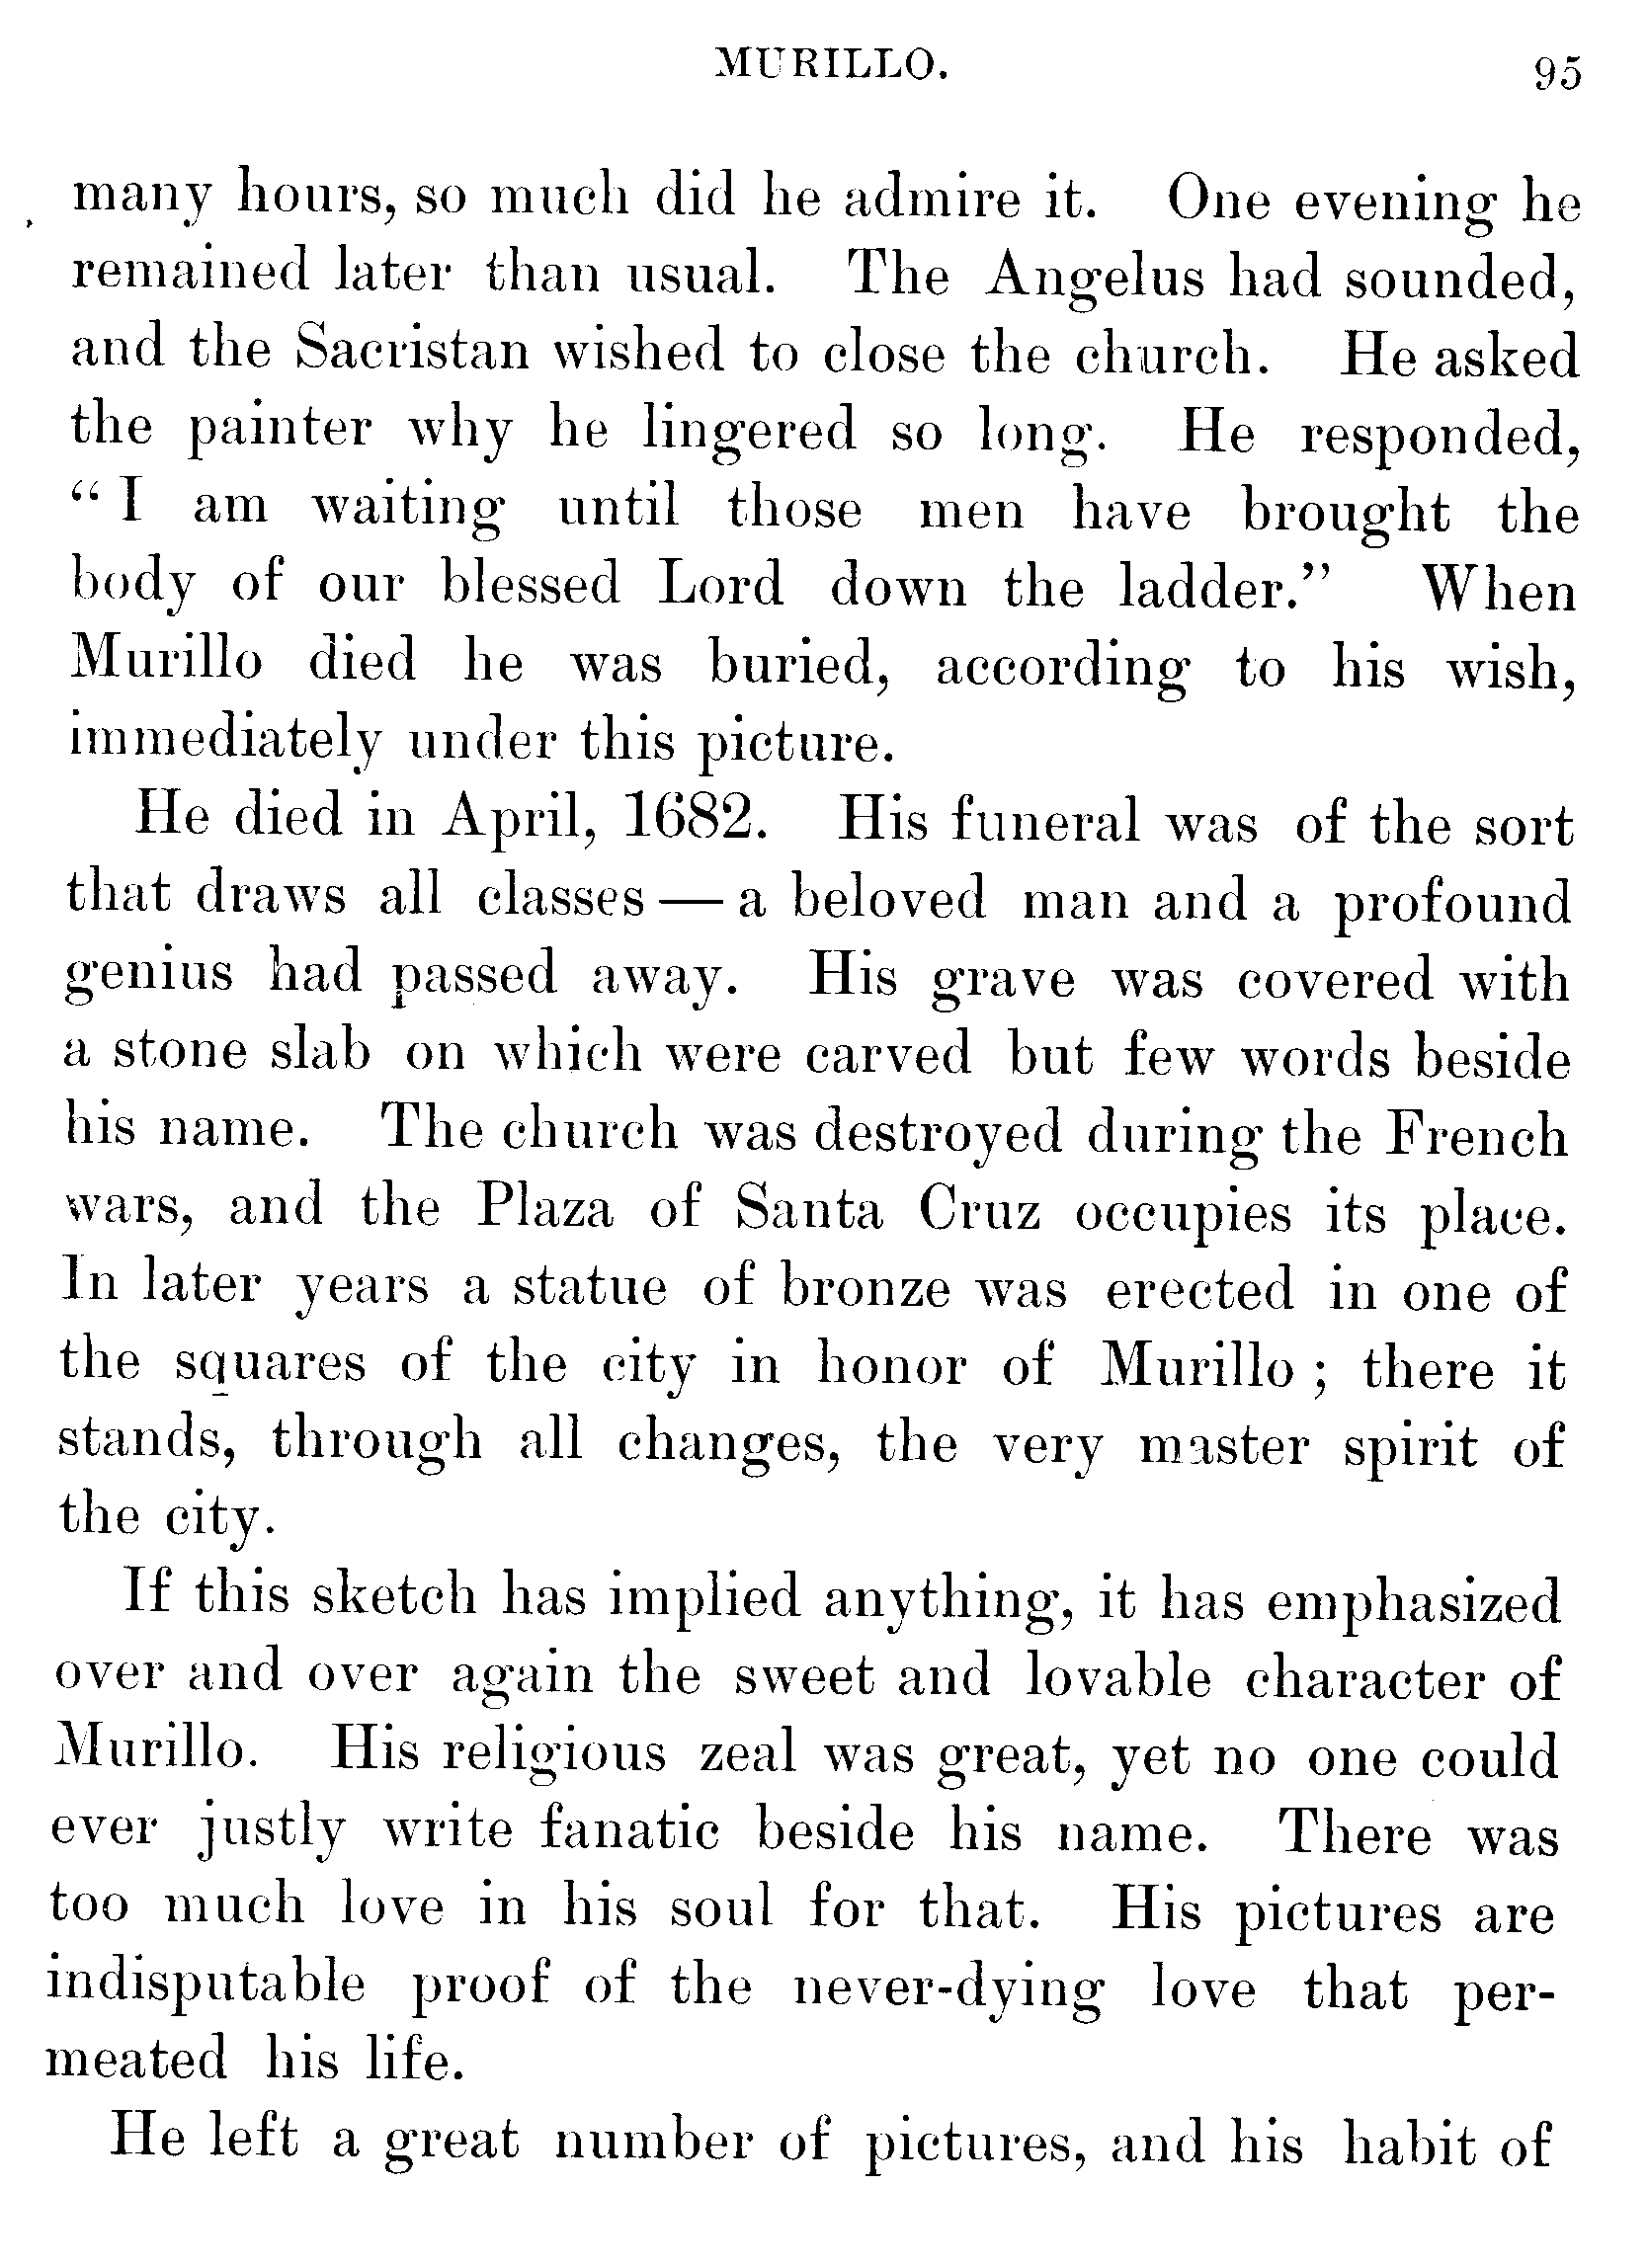 MURILLO. 95
many hours, so much did he admire it. One evening he
remained later than usual. The Angelus had sounded,
and the Sacristan wished to close the church. He asked
the painter why he lingered so long. He responded,
“I am waiting until those men have brought the
body of our blessed Lord down the ladder.” When
Murillo died he was buried, according to his wish,
immediately under this picture.
He died in April, 1682. His funeral was of the sort
that draws all classes — a beloved man and a profound
genius had passed away. His grave was covered with
a stone slab on which were carved but few words beside
his name. The church was destroyed during the French
wars, and the Plaza of Santa Cruz occupies its place.
In later years a statue of bronze was erected in one of
the squares of the city in honor of Murillo ; there it
stands, through all changes, the very master spirit of
the city.
If this sketch has implied anything, it has emphasized
over and over again the sweet and lovable character of
Murillo. His religious zeal was great, yet no one could
ever justly write fanatic beside his name. There was
too much love in his soul for that. His pictures are
indisputable proof of the never-dying love that per-
meated his life.
He left a great number of pictures, and his habit of